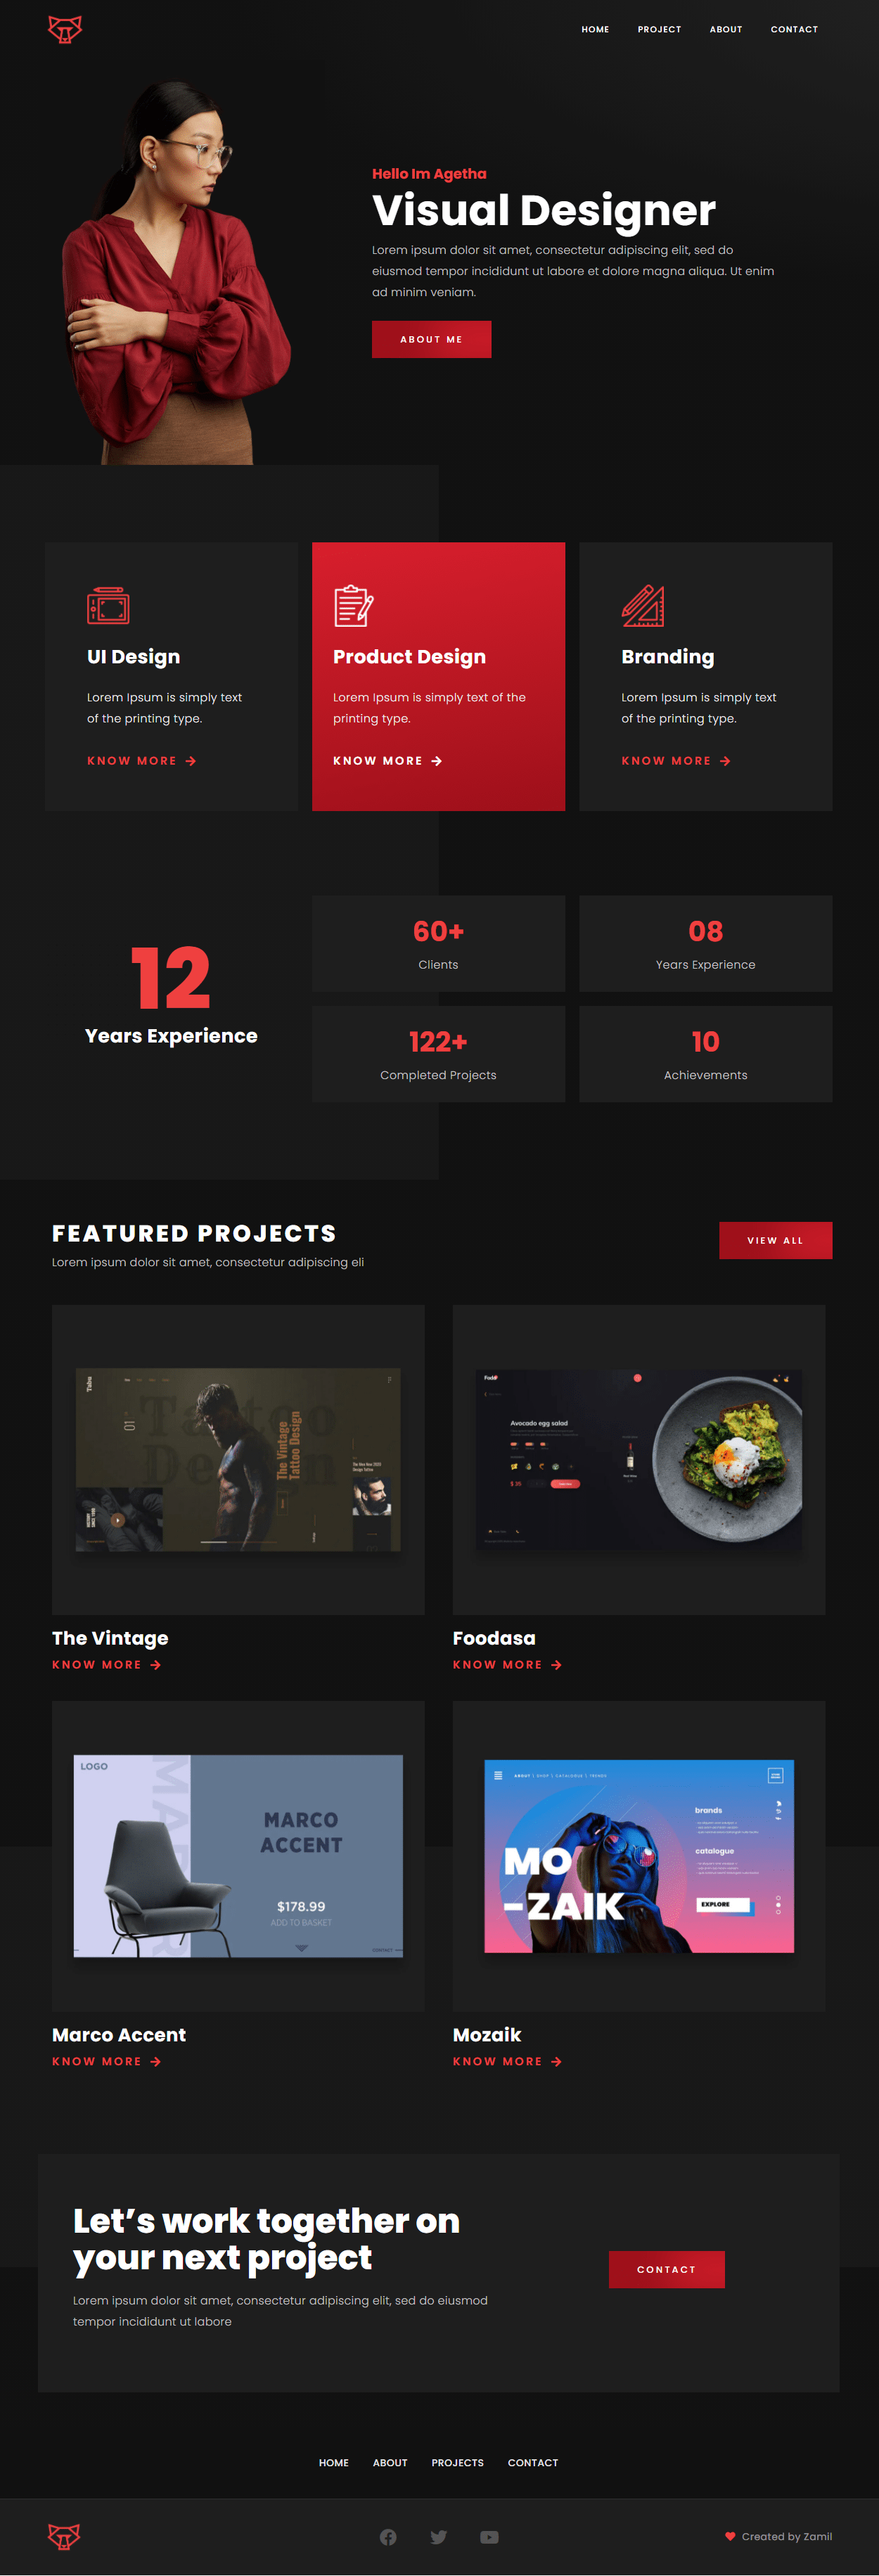 HOME PROJECT ABOUT CONTACT
Hello Im Agetha
Visual Designer
Lorem ipsum dolor sit amet, consectetur adipiscing elit, sed do
eiusmod tempor incididunt ut labore et dolore magna aliqua. Ut enim
ad minim veniam.
ABOUT ME
UI Design
Lorem Ipsum is simply text
of the printing type.
KNOW MORE
Product Design
Lorem Ipsum is simply text of the
printing type.
KNOW MORE
Branding
Lorem Ipsum is simply text
of the printing type.
KNOW MORE
12
Years Experience
60+
Clients
08
Years Experience
122+
Completed Projects
10
Achievements
FEATURED PROJECTS
Lorem ipsum dolor sit amet, consectetur adipiscing eli
VIEW ALL
Tattoo
01
The Vintage
Tattoo Design
The Vintage
KNOW MORE
Avocado egg salad
$ 35
Foodasa
KNOW MORE
LOGO
MARCO
ACCENT
$178.99
ADD TO BASKET
Marco Accent
KNOW MORE
ABOUT \ SHOP \ CATALOGUE \ TRENDS
brands
catalogue
MO
-ZAIK
EXPLORE
Mozaik
KNOW MORE
Let's work together on
your next project
Lorem ipsum dolor sit amet, consectetur adipiscing elit, sed do eiusmod
tempor incididunt ut labore
CONTACT
HOME ABOUT PROJECTS CONTACT
Created by Zamil